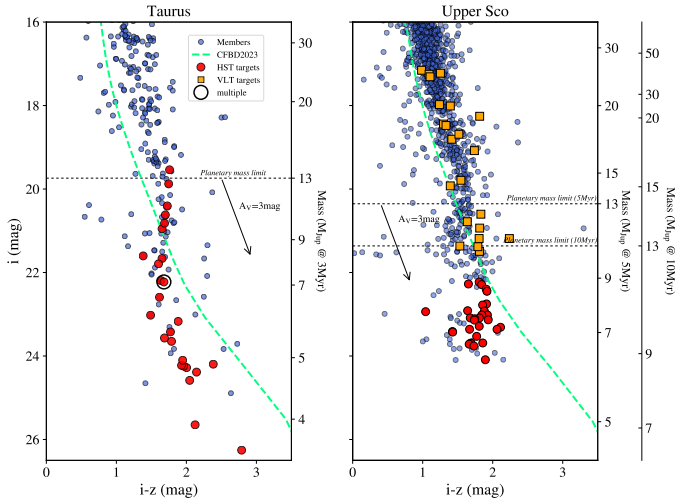 Taurus
Upper Sco
16
18
20
22
24
26
i (mag)
0
1
2
3
i-z (mag)
Members
CFBD2023
HST targets
VLT targets
multiple
Planetary mass limit
A_V=3mag
30
20
13
9
7
5
4
Mass (M_Jup @ 3Myr)
0
1
2
3
i-z (mag)
Planetary mass limit (5Myr)
Planetary mass limit (10Myr)
A_V=3mag
30
20
15
13
9
7
5
Mass (M_Jup @ 5Myr)
50
30
20
15
13
9
7
Mass (M_Jup @ 10Myr)